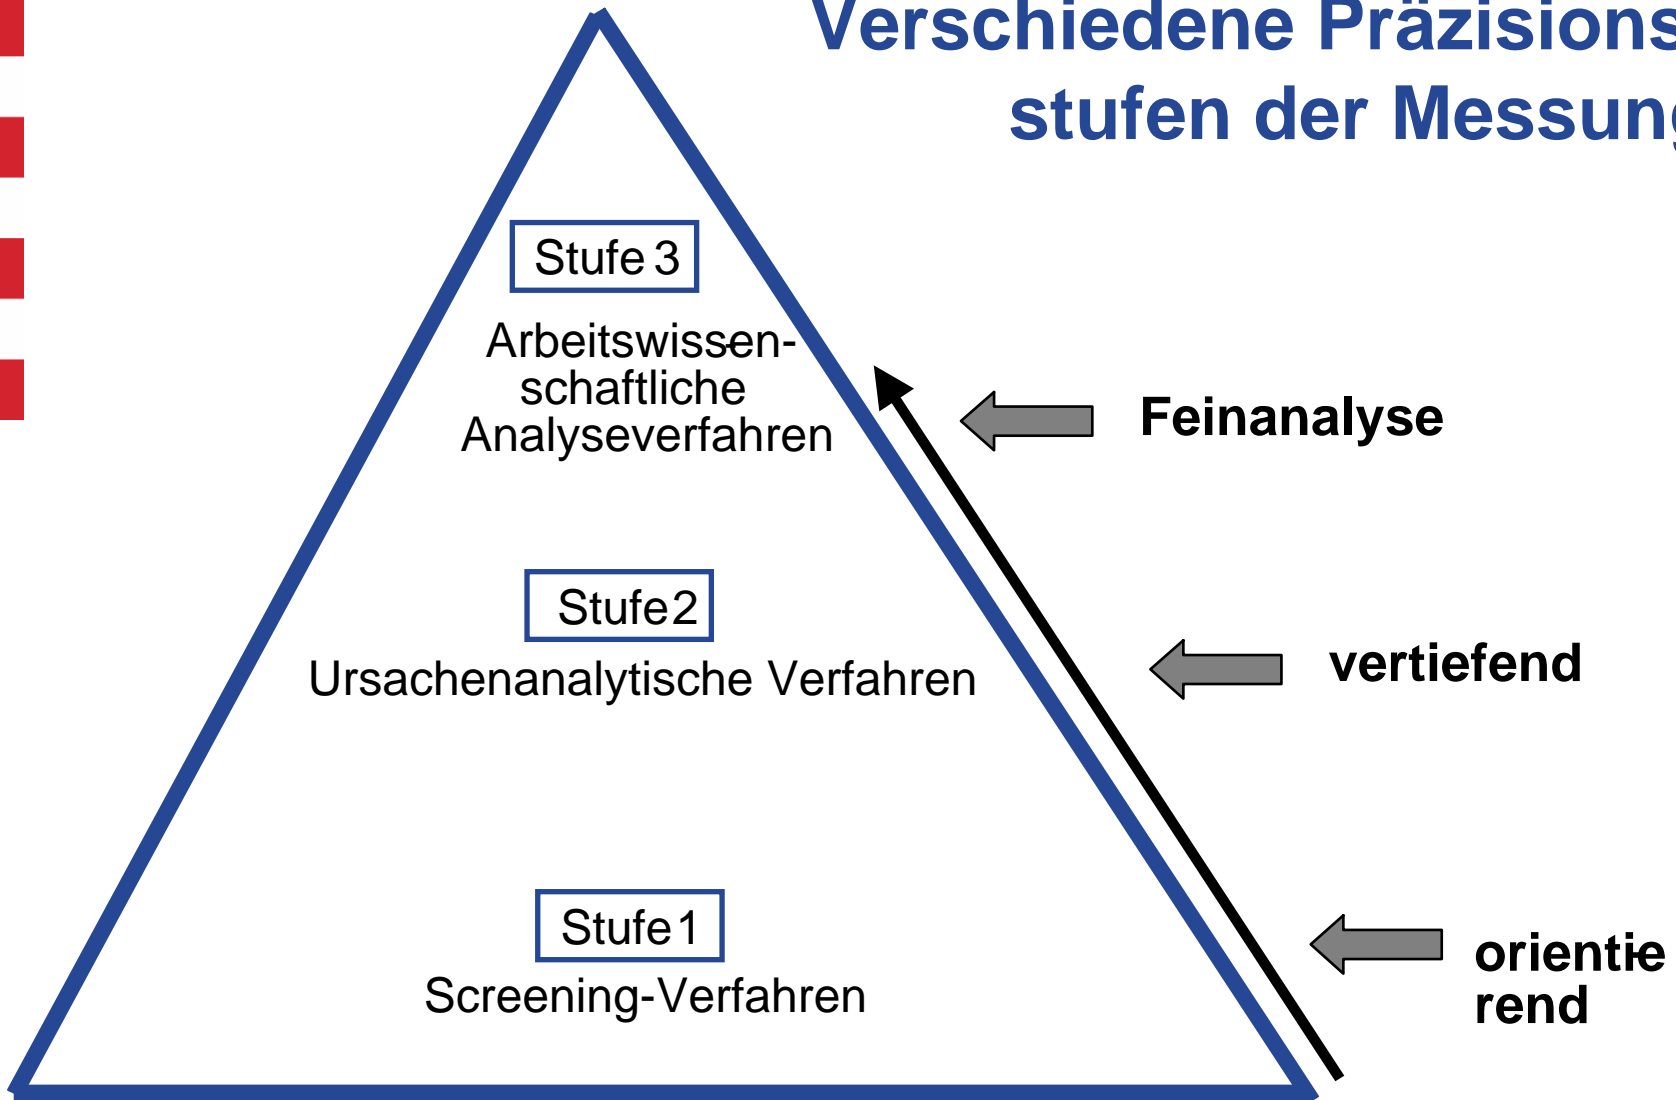 Verschiedene Präzisions
stufen der Messung
Stufe 3
Arbeitswissen-
schaftliche
Analyseverfahren
Feinanalyse
Stufe 2
Ursachenanalytische Verfahren
vertiefend
Stufe 1
Screening-Verfahren
orientie-
rend